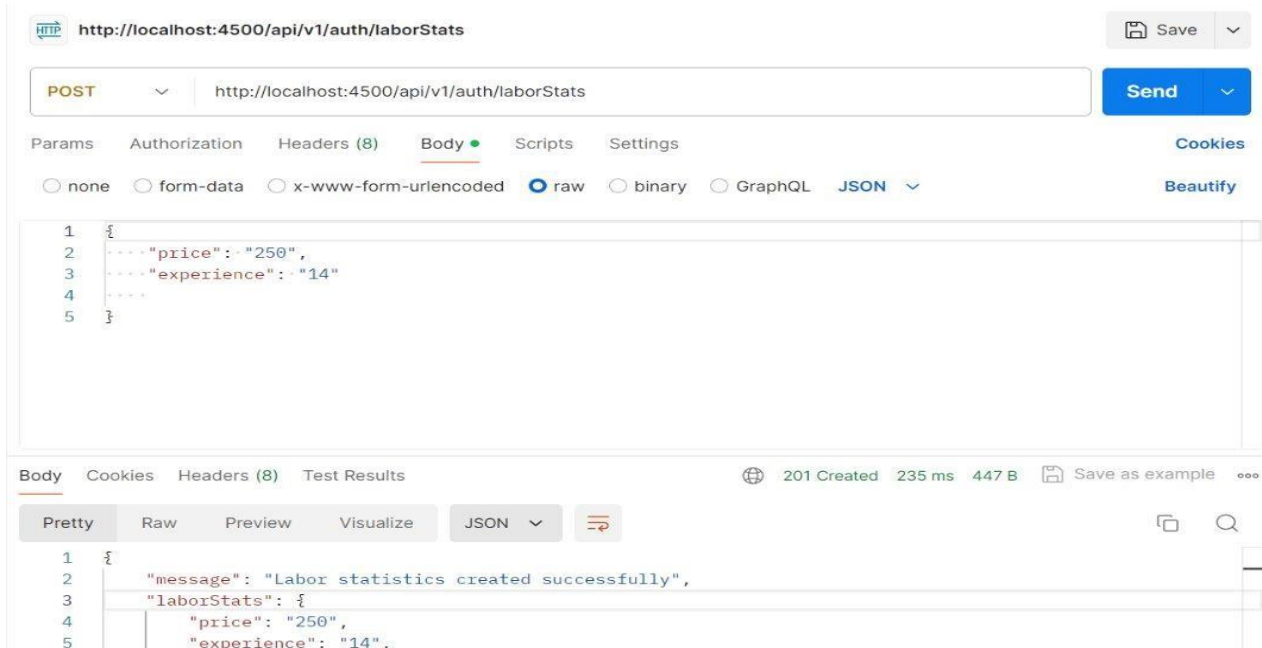 HTTP http://localhost:4500/api/v1/auth/laborStats Save
POST http://localhost:4500/api/v1/auth/laborStats Send
Params Authorization Headers (8) Body Scripts Settings Cookies
none form-data x-www-form-urlencoded raw binary GraphQL JSON Beautify
1 {
2 "price": "250",
3 "experience": "14"
4
5 }
Body Cookies Headers (8) Test Results 201 Created 235 ms 447 B Save as example
Pretty Raw Preview Visualize JSON
1 {
2 "message": "Labor statistics created successfully",
3 "laborStats": {
4 "price": "250",
5 "experience": "14",